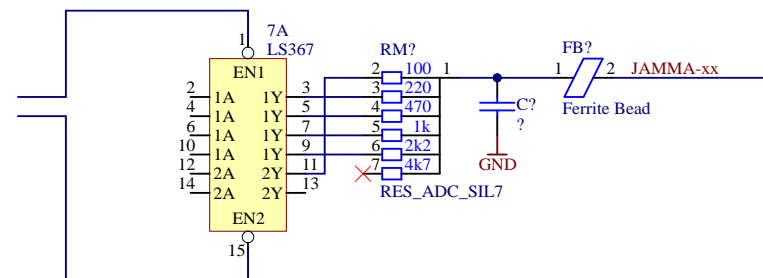 7A
LS367
1
EN1
2 1A 1Y 3
4 1A 1Y 5
6 1A 1Y 7
10 1A 1Y 9
12 2A 2Y 11
14 2A 2Y 13
EN2
15
RM?
2 100 1
3 220
4 470
5 1k
6 2k2
7 4k7
RES_ADC_SIL7
C?
?
GND
FB?
1 2 JAMMA-xx
Ferrite Bead